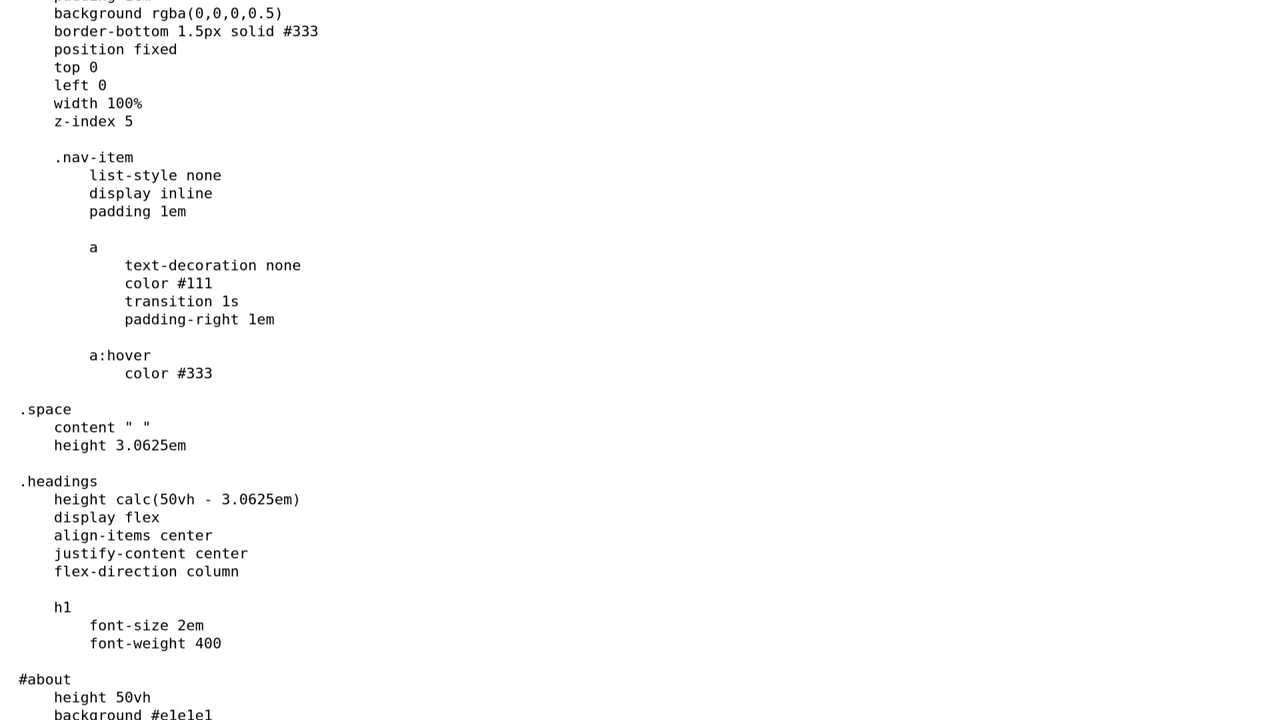 background rgba(0,0,0,0.5)
border-bottom 1.5px solid #333
position fixed
top 0
left 0
width 100%
z-index 5
.nav-item
list-style none
display inline
padding 1em
a
text-decoration none
color #111
transition 1s
padding-right 1em
a:hover
color #333
.space
content " "
height 3.0625em
.headings
height calc(50vh - 3.0625em)
display flex
align-items center
justify-content center
flex-direction column
h1
font-size 2em
font-weight 400
#about
height 50vh
background #e1e1e1